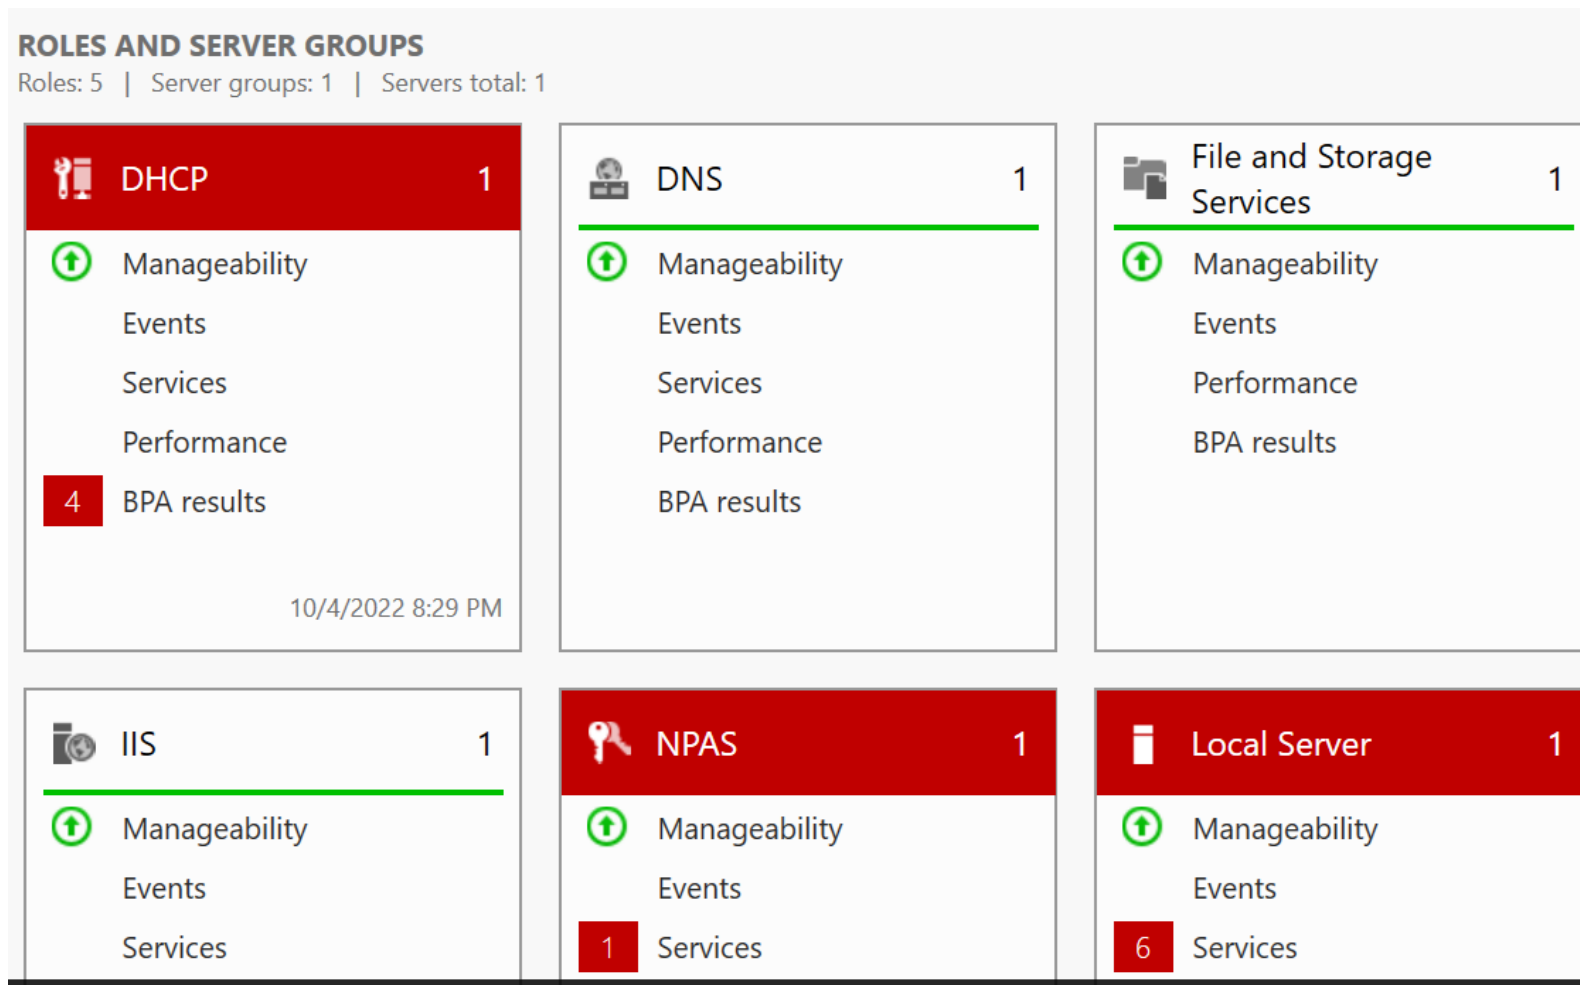 ROLES AND SERVER GROUPS
Roles: 5 | Server groups: 1 | Servers total: 1
DHCP 1
Manageability
Events
Services
Performance
4 BPA results
10/4/2022 8:29 PM
DNS 1
Manageability
Events
Services
Performance
BPA results
File and Storage
Services 1
Manageability
Events
Performance
BPA results
IIS 1
Manageability
Events
Services
NPAS 1
Manageability
Events
1 Services
Local Server 1
Manageability
Events
6 Services